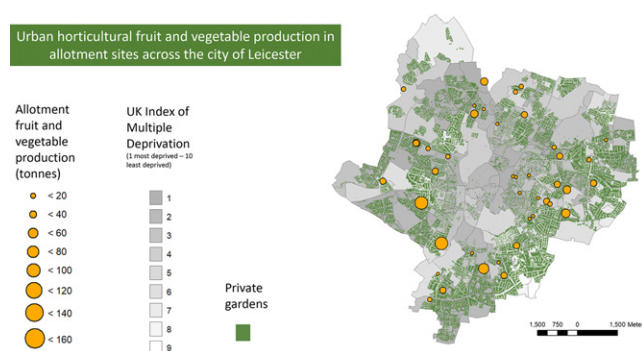 Urban horticultural fruit and vegetable production in
allotment sites across the city of Leicester
Allotment
fruit and
vegetable
production
(tonnes)
< 20
< 40
< 60
< 80
< 100
< 120
< 140
< 160
UK Index of
Multiple
Deprivation
(1 most deprived – 10
least deprived)
1
2
3
4
5
6
7
8
9
Private
gardens
1,500 750 0 1,500 Mete